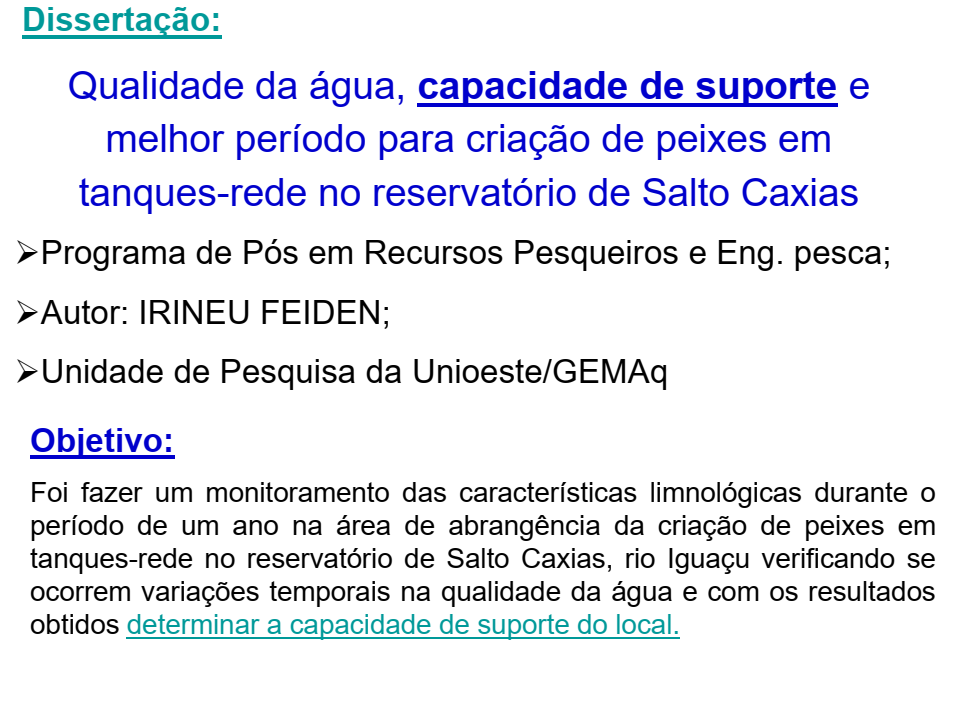 Dissertação:
Qualidade da água, capacidade de suporte e
melhor período para criação de peixes em
tanques-rede no reservatório de Salto Caxias
➢Programa de Pós em Recursos Pesqueiros e Eng. pesca;
➢Autor: IRINEU FEIDEN;
➢Unidade de Pesquisa da Unioeste/GEMAq
Objetivo:
Foi fazer um monitoramento das características limnológicas durante o
período de um ano na área de abrangência da criação de peixes em
tanques-rede no reservatório de Salto Caxias, rio Iguaçu verificando se
ocorrem variações temporais na qualidade da água e com os resultados
obtidos determinar a capacidade de suporte do local.